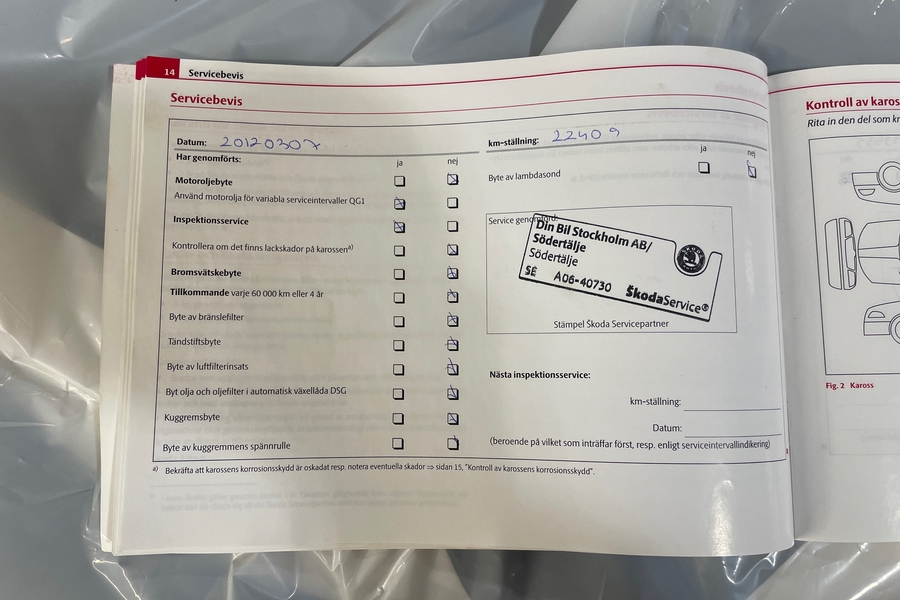 14 Servicebevis
Servicebevis
Datum: 20120307
km-ställning: 22409
Har genomförts: ja nej
ja nej
Motoroljebyte
Byte av lambdasond
Använd motorolja för variabla serviceintervaller QG1
Inspektionsservice
Kontrollera om det finns lackskador på karossen a)
Bromsvätskebyte
Tillkommande varje 60 000 km eller 4 år
Byte av bränslefilter
Tändstiftsbyte
Byte av luftfilterinsats
Byt olja och oljefilter i automatisk växellåda DSG
Kuggremsbyte
Byte av kuggremmens spännrulle
Service genomförd:
Din Bil Stockholm AB/
Södertälje
Södertälje
SE A06-40730
ŠKODA
ŠkodaService®
Stämpel Škoda Servicepartner
Nästa inspektionsservice:
km-ställning:
Datum:
(beroende på vilket som inträffar först, resp. enligt serviceintervallindikering)
a) Bekräfta att karossens korrosionsskydd är oskadat resp. notera eventuella skador ⇒ sidan 15, "Kontroll av karossens korrosionsskydd".
Kontroll av karos
Rita in den del som kr
Fig. 2 Kaross